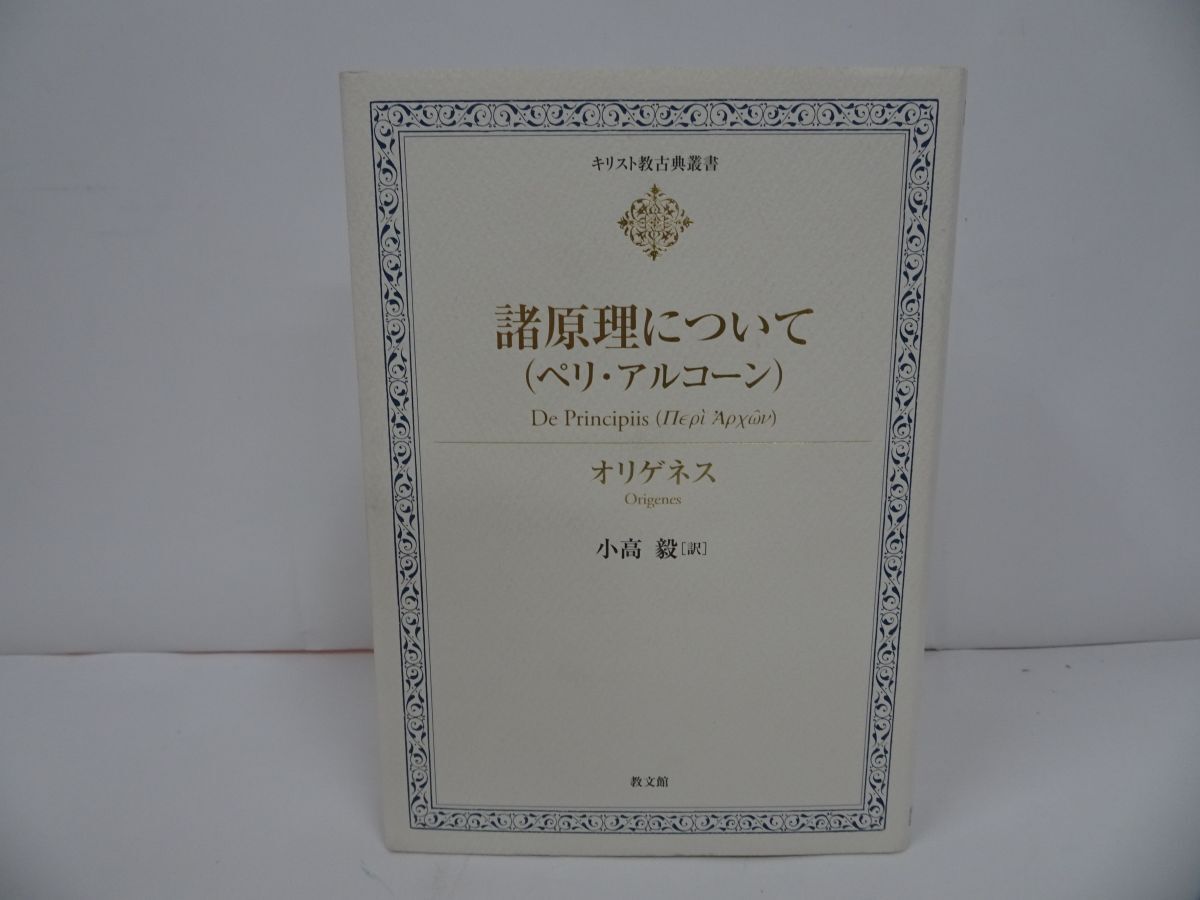 キリスト教古典叢書
諸原理について
(ペリ・アルコーン)
De Principiis (Περὶ Ἀρχῶν)
オリゲネス
Origenes
小高 毅[訳]
教文館